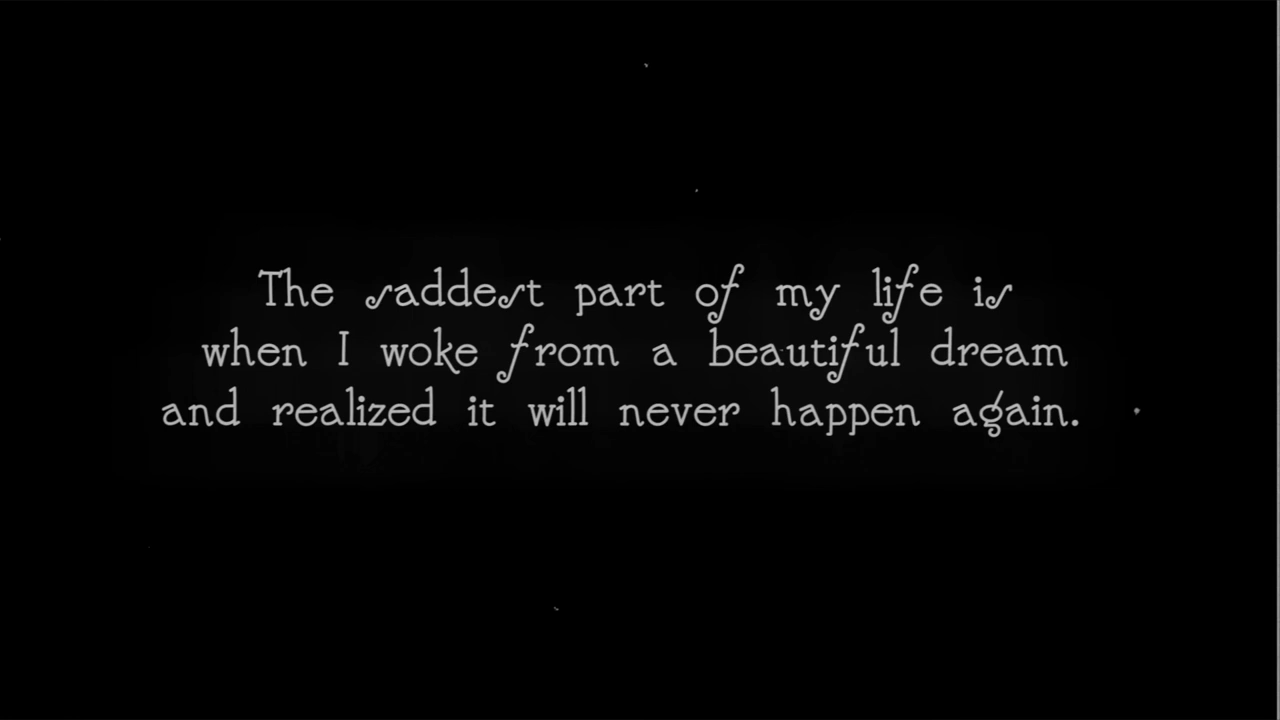 The saddest part of my life is
when I woke from a beautiful dream
and realized it will never happen again.